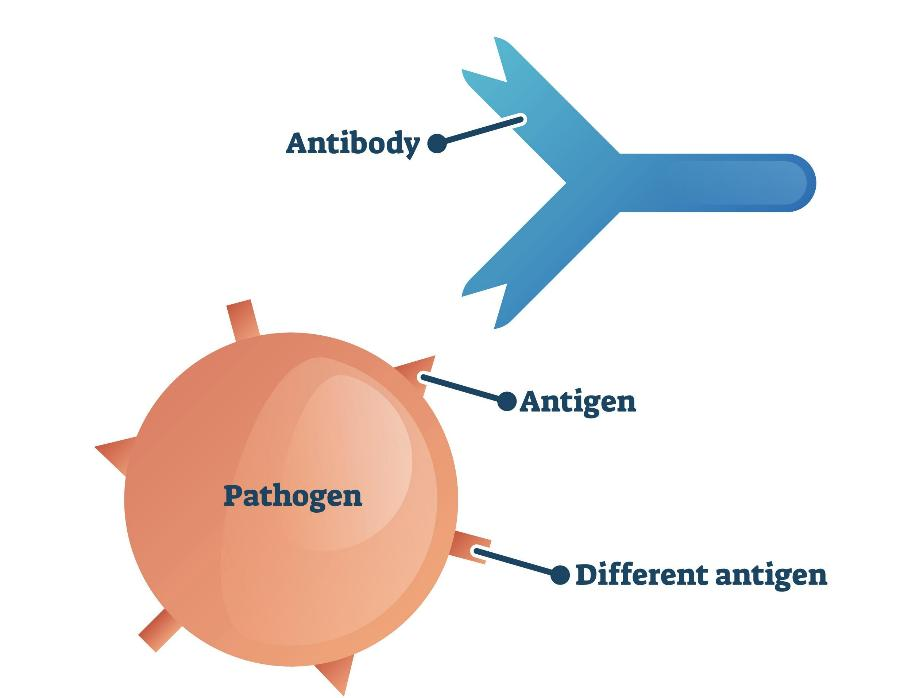 Antibody
Antigen
Pathogen
Different antigen